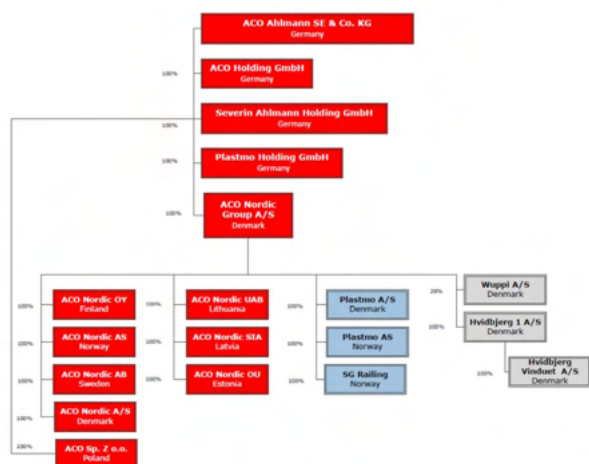 ACO Ahlmann SE & Co. KG
Germany
100%
ACO Holding GmbH
Germany
100%
Severin Ahlmann Holding GmbH
Germany
100%
Plastmo Holding GmbH
Germany
100%
ACO Nordic
Group A/S
Denmark
100%
100%
ACO Nordic OY
Finland
100%
ACO Nordic AS
Norway
100%
ACO Nordic AB
Sweden
100%
ACO Nordic A/S
Denmark
100%
ACO Sp. Z o.o.
Poland
100%
ACO Nordic UAB
Lithuania
100%
ACO Nordic SIA
Latvia
100%
ACO Nordic OU
Estonia
100%
Plastmo A/S
Denmark
100%
Plastmo AS
Norway
100%
SG Railing
Norway
Wuppi A/S
Denmark
100%
Hvidbjerg 1 A/S
Denmark
100%
Hvidbjerg
Vinduet A/S
Denmark